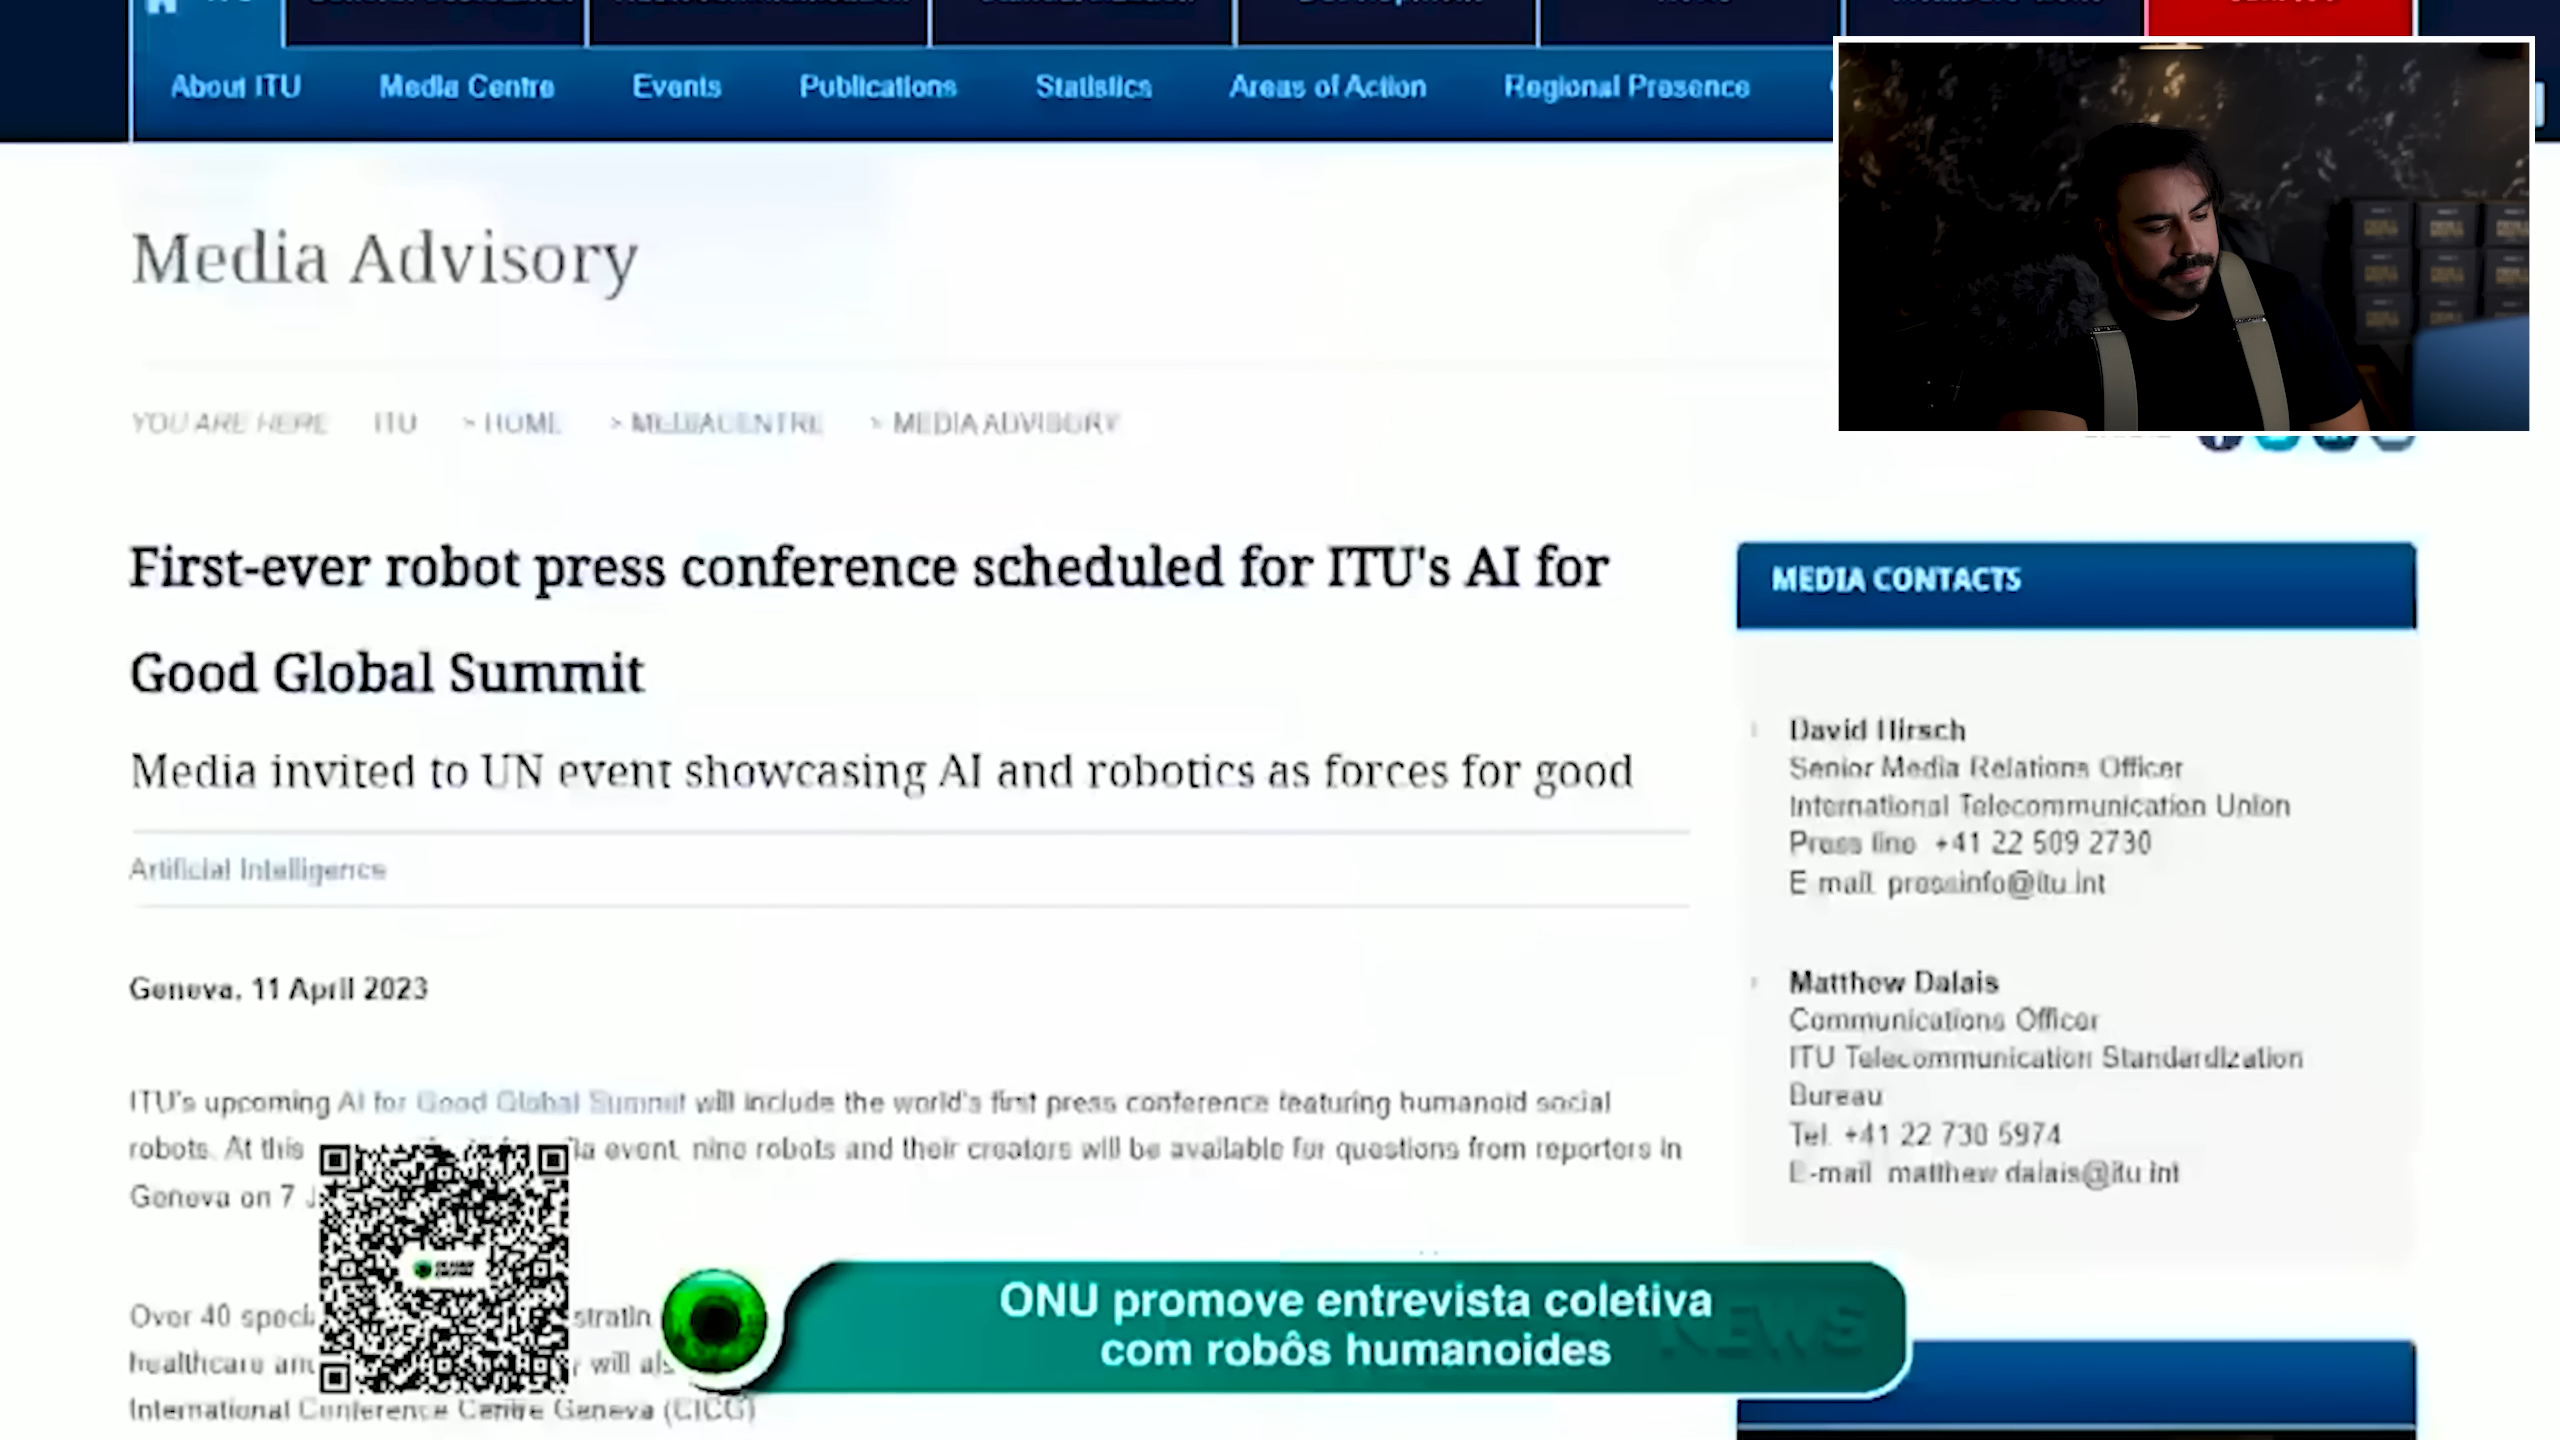 About ITU
Media Centre
Events
Publications
Statistics
Areas of Action
Regional Presence
Media Advisory
YOU ARE HERE ITU > HOME > MEDIACENTRE > MEDIA ADVISORY
First-ever robot press conference scheduled for ITU's AI for
Good Global Summit
Media invited to UN event showcasing AI and robotics as forces for good
Artificial Intelligence
Geneva, 11 April 2023
ITU's upcoming AI for Good Global Summit will include the world's first press conference featuring humanoid social
robots. At this event, nine robots and their creators will be available for questions from reporters in
Geneva on 7
Over 40
healthcare will
International Conference Centre Geneva (CICG)
MEDIA CONTACTS
David Hirsch
Senior Media Relations Officer
International Telecommunication Union
Press line +41 22 509 2730
E-mail pressinfo@itu.int
Matthew Dalais
Communications Officer
ITU Telecommunication Standardization
Bureau
Tel. +41 22 730 5974
E-mail matthew.dalais@itu.int
ONU promove entrevista coletiva
com robôs humanoides